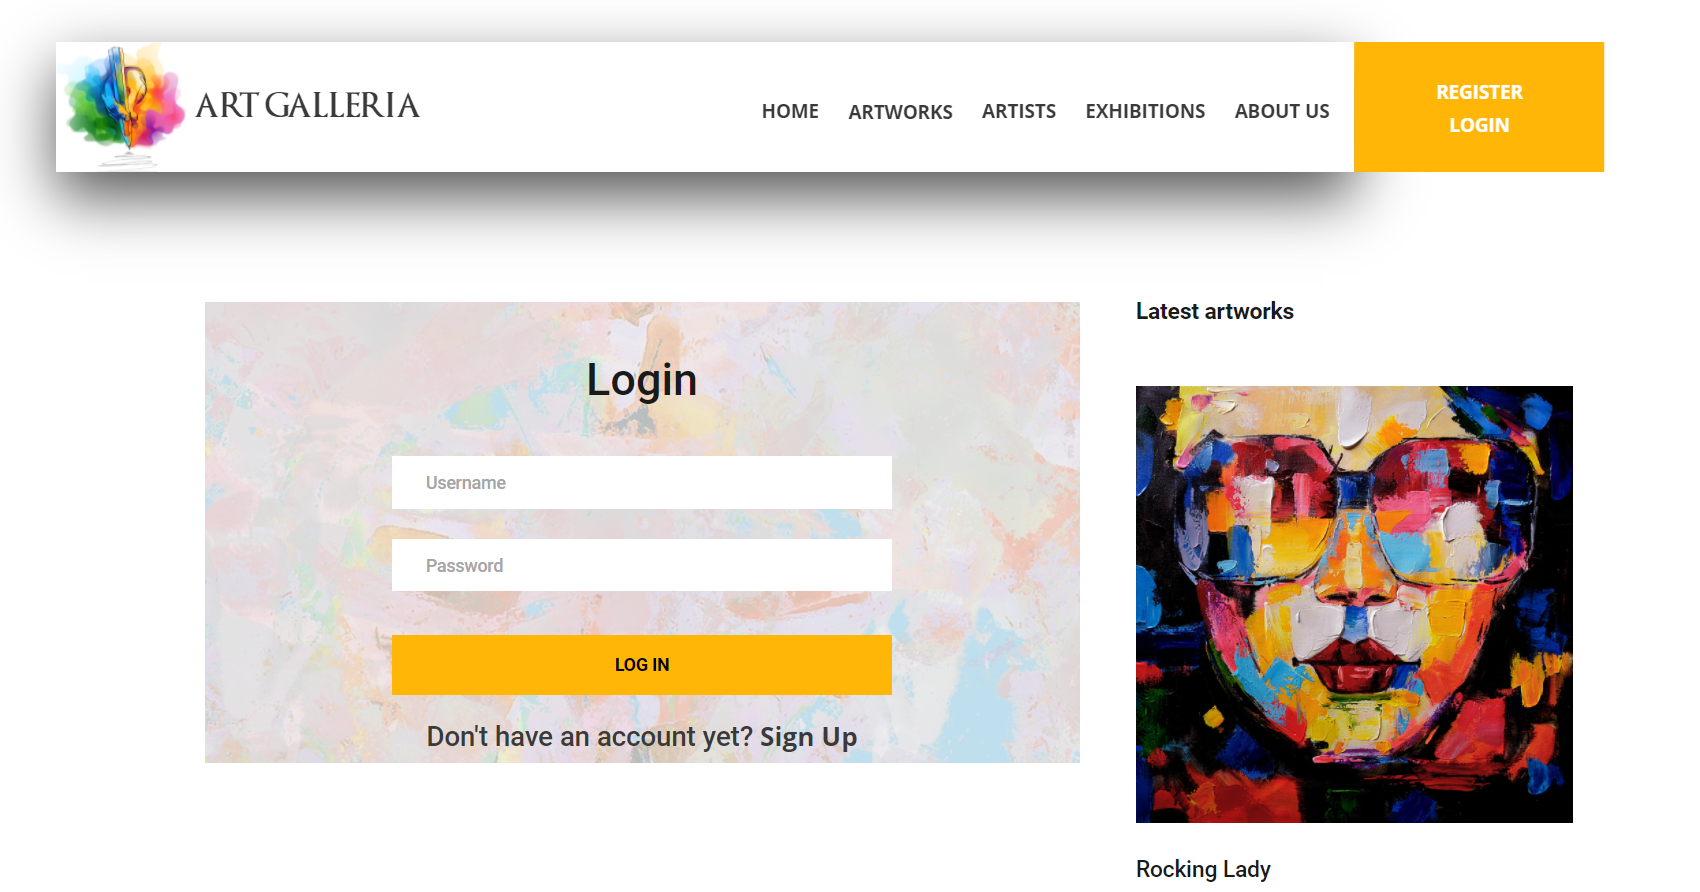 ART GALLERIA
HOME ARTWORKS ARTISTS EXHIBITIONS ABOUT US
REGISTER
LOGIN
Login
Username
Password
LOG IN
Don't have an account yet? Sign Up
Latest artworks
Rocking Lady